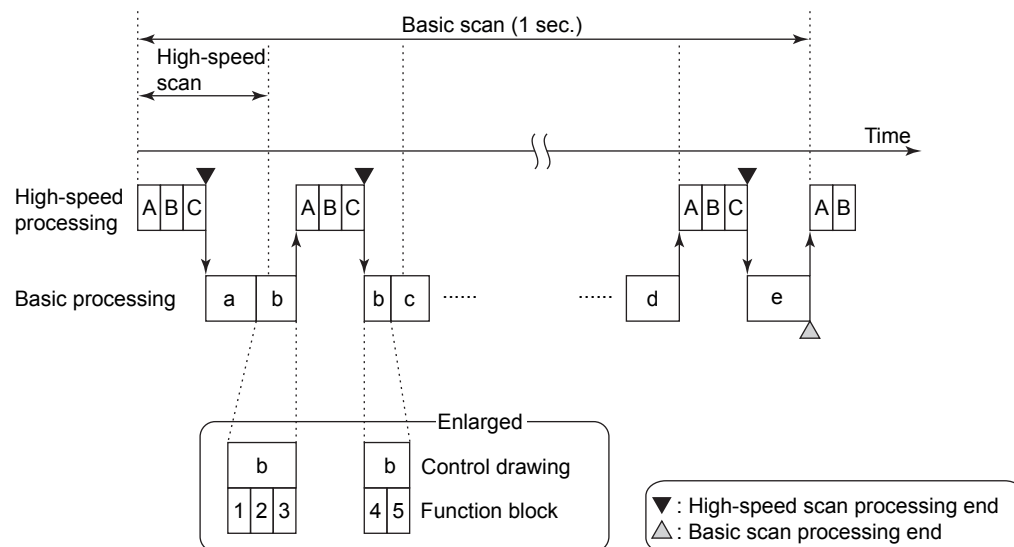 Basic scan (1 sec.)
High-speed
scan
Time
High-speed
processing
A B C
A B C
A B C
A B
Basic processing
a b
b c
......
......
d
e
Enlarged
b
b
Control drawing
1 2 3
4 5
Function block
▼ : High-speed scan processing end
△ : Basic scan processing end